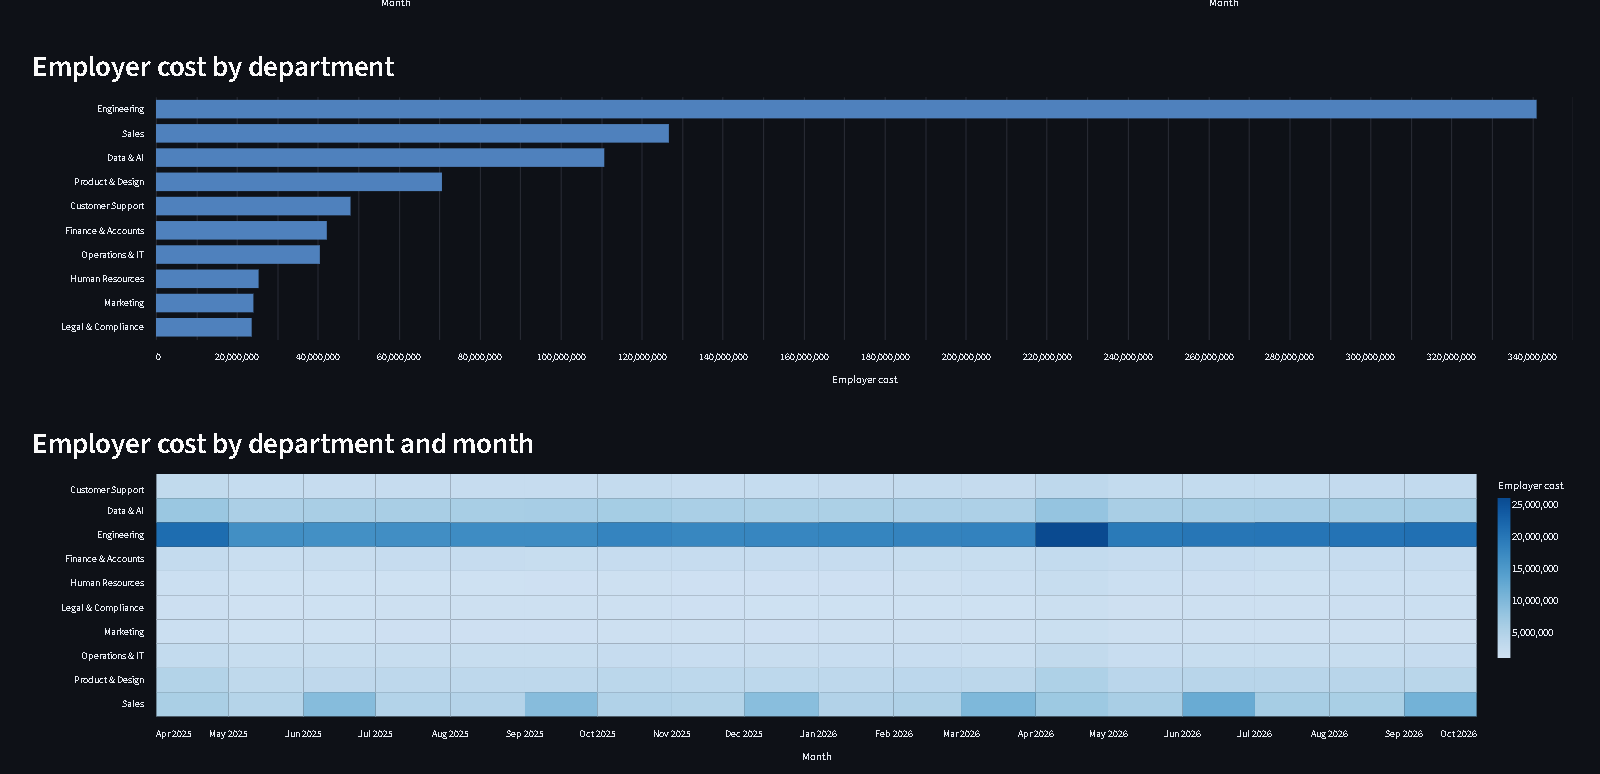 Month Month
Employer cost by department
Engineering
Sales
Data & AI
Product & Design
Customer Support
Finance & Accounts
Operations & IT
Human Resources
Marketing
Legal & Compliance
0 20,000,000 40,000,000 60,000,000 80,000,000 100,000,000 120,000,000 140,000,000 160,000,000 180,000,000 200,000,000 220,000,000 240,000,000 260,000,000 280,000,000 300,000,000 320,000,000 340,000,000
Employer cost
Employer cost by department and month
Customer Support
Data & AI
Engineering
Finance & Accounts
Human Resources
Legal & Compliance
Marketing
Operations & IT
Product & Design
Sales
Apr 2025 May 2025 Jun 2025 Jul 2025 Aug 2025 Sep 2025 Oct 2025 Nov 2025 Dec 2025 Jan 2026 Feb 2026 Mar 2026 Apr 2026 May 2026 Jun 2026 Jul 2026 Aug 2026 Sep 2026 Oct 2026
Month
Employer cost
25,000,000
20,000,000
15,000,000
10,000,000
5,000,000